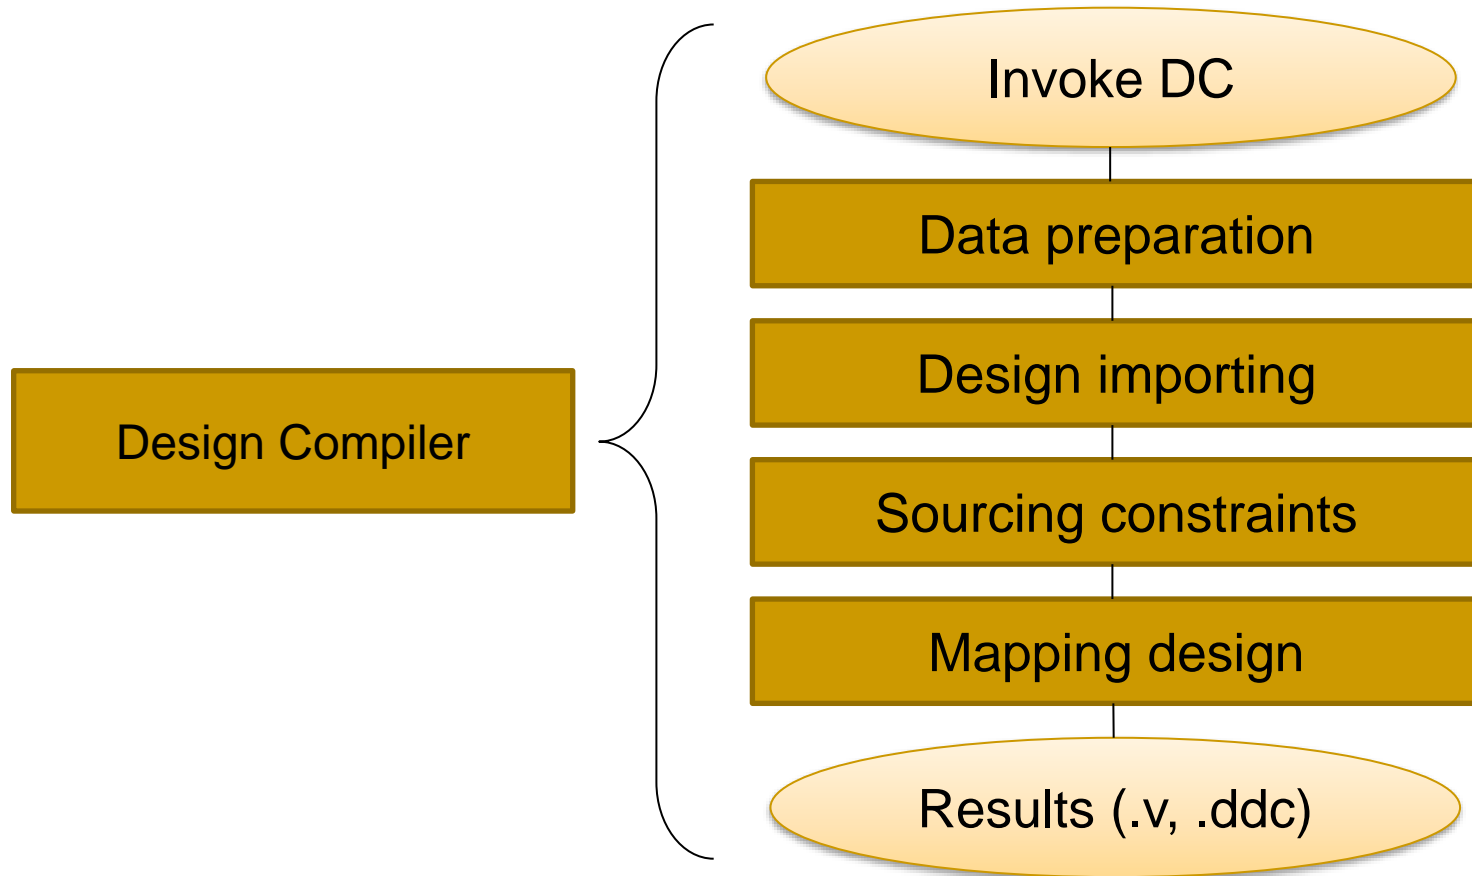 Invoke DC
Data preparation
Design importing
Design Compiler
Sourcing constraints
Mapping design
Results (.v, .ddc)